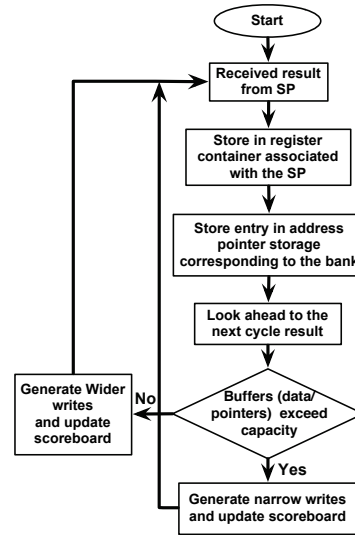 Start
Received result
from SP
Store in register
container associated
with the SP
Store entry in address
pointer storage
corresponding to the bank
Look ahead to the
next cycle result
Buffers (data/
pointers) exceed
capacity
No
Generate Wider
writes
and update
scoreboard
Yes
Generate narrow writes
and update scoreboard